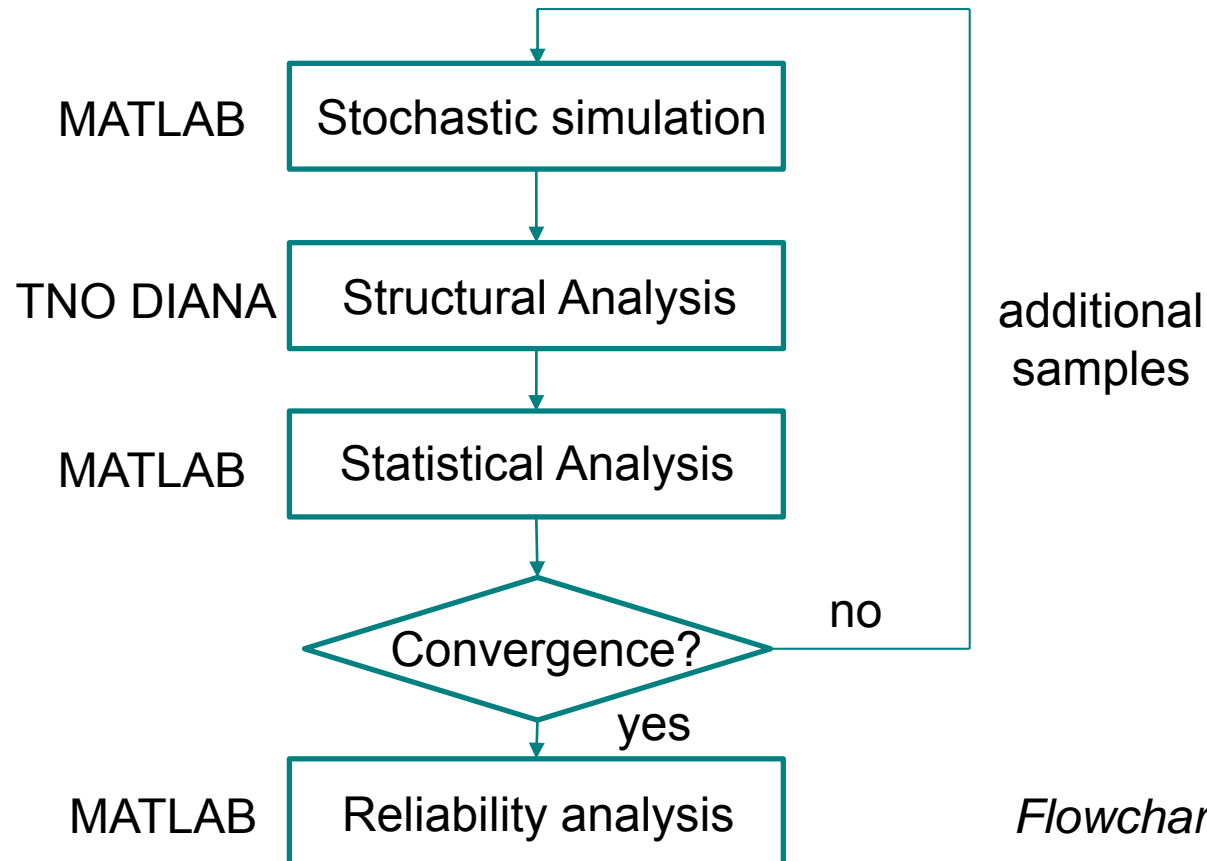 MATLAB
Stochastic simulation
TNO DIANA
Structural Analysis
additional
samples
MATLAB
Statistical Analysis
Convergence?
no
yes
MATLAB
Reliability analysis